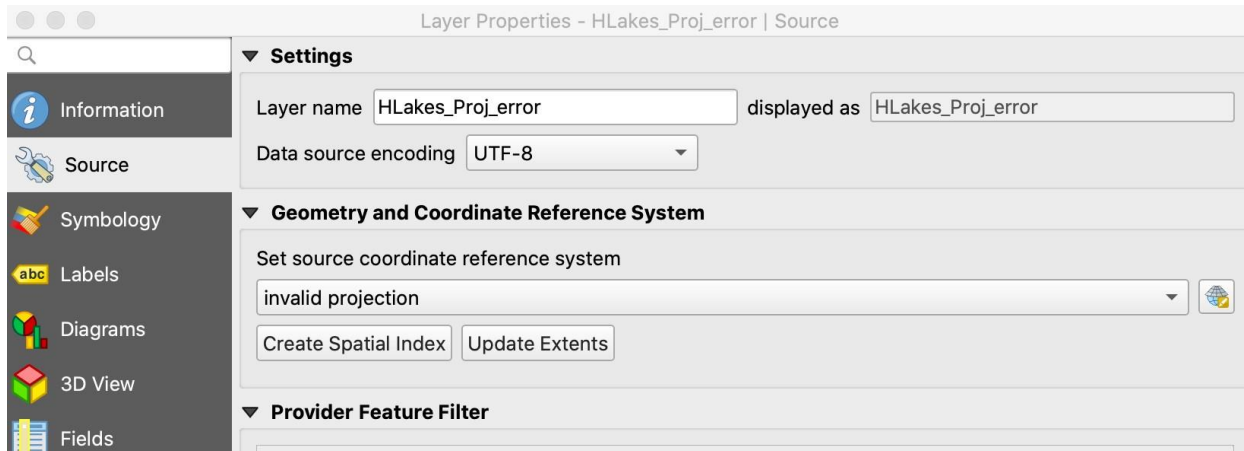 Layer Properties - HLakes_Proj_error | Source
Information
Source
Symbology
abc Labels
Diagrams
3D View
Fields
Settings
Layer name HLakes_Proj_error displayed as HLakes_Proj_error
Data source encoding UTF-8
Geometry and Coordinate Reference System
Set source coordinate reference system
invalid projection
Create Spatial Index Update Extents
Provider Feature Filter